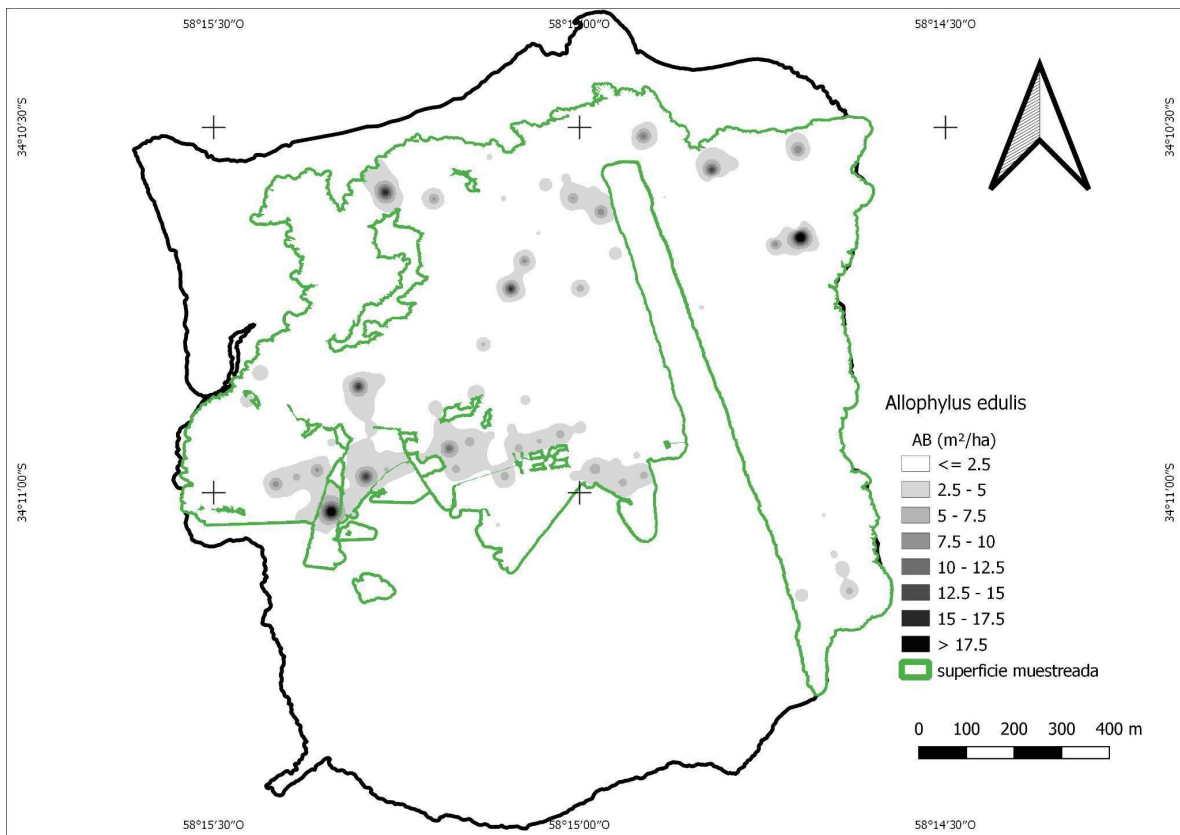 58°15'30"O 58°15'00"O 58°14'30"O
34°10'30"S 34°10'30"S
Allophylus edulis
AB (m²/ha)
<= 2.5
2.5 - 5
5 - 7.5
7.5 - 10
10 - 12.5
12.5 - 15
15 - 17.5
> 17.5
superficie muestreada
34°11'00"S 34°11'00"S
0 100 200 300 400 m
58°15'30"O 58°15'00"O 58°14'30"O